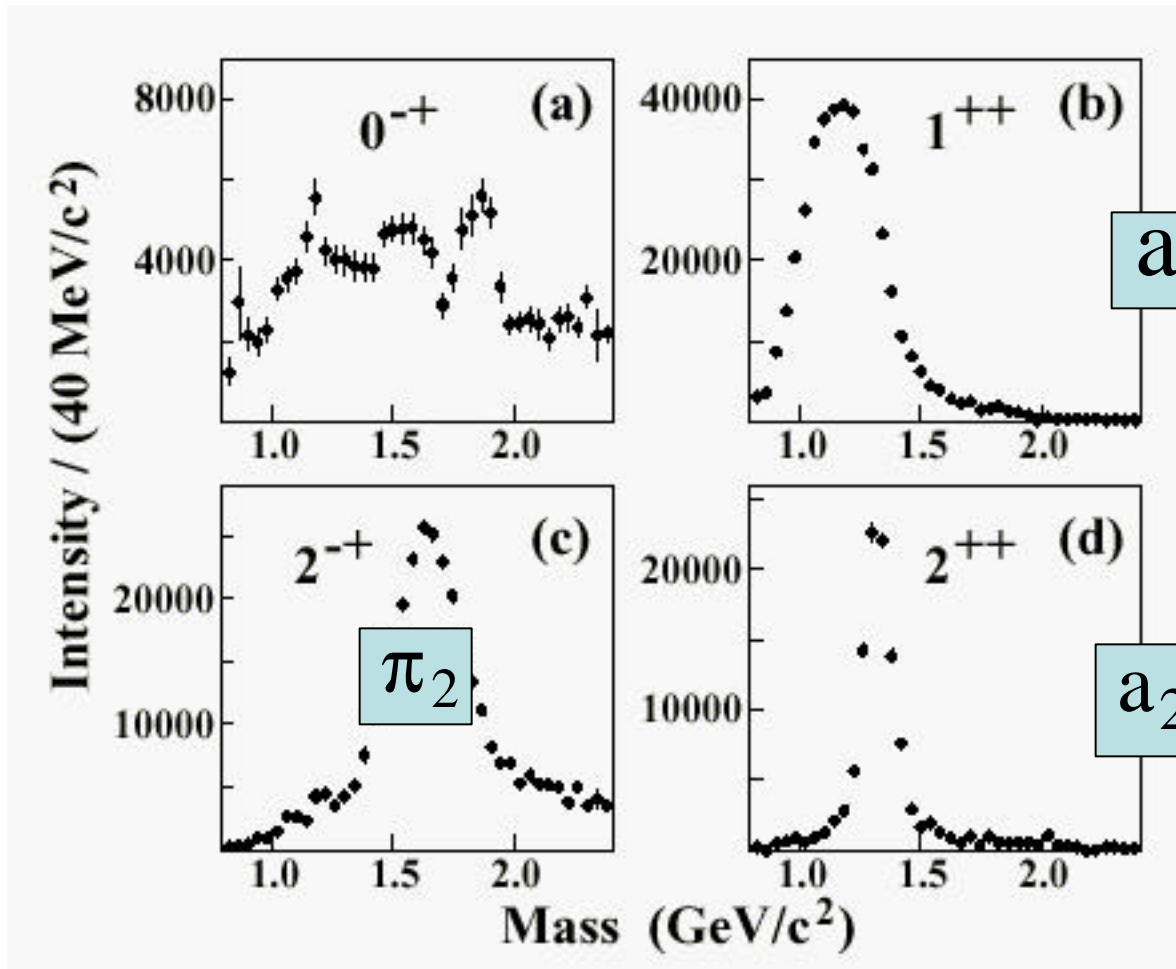 Intensity / (40 MeV/c²)
8000
4000
0⁻⁺
(a)
1.0 1.5 2.0
40000
20000
1⁺⁺
(b)
a
1.0 1.5 2.0
20000
10000
2⁻⁺
(c)
π₂
1.0 1.5 2.0
20000
10000
2⁺⁺
(d)
a₂
1.0 1.5 2.0
Mass (GeV/c²)